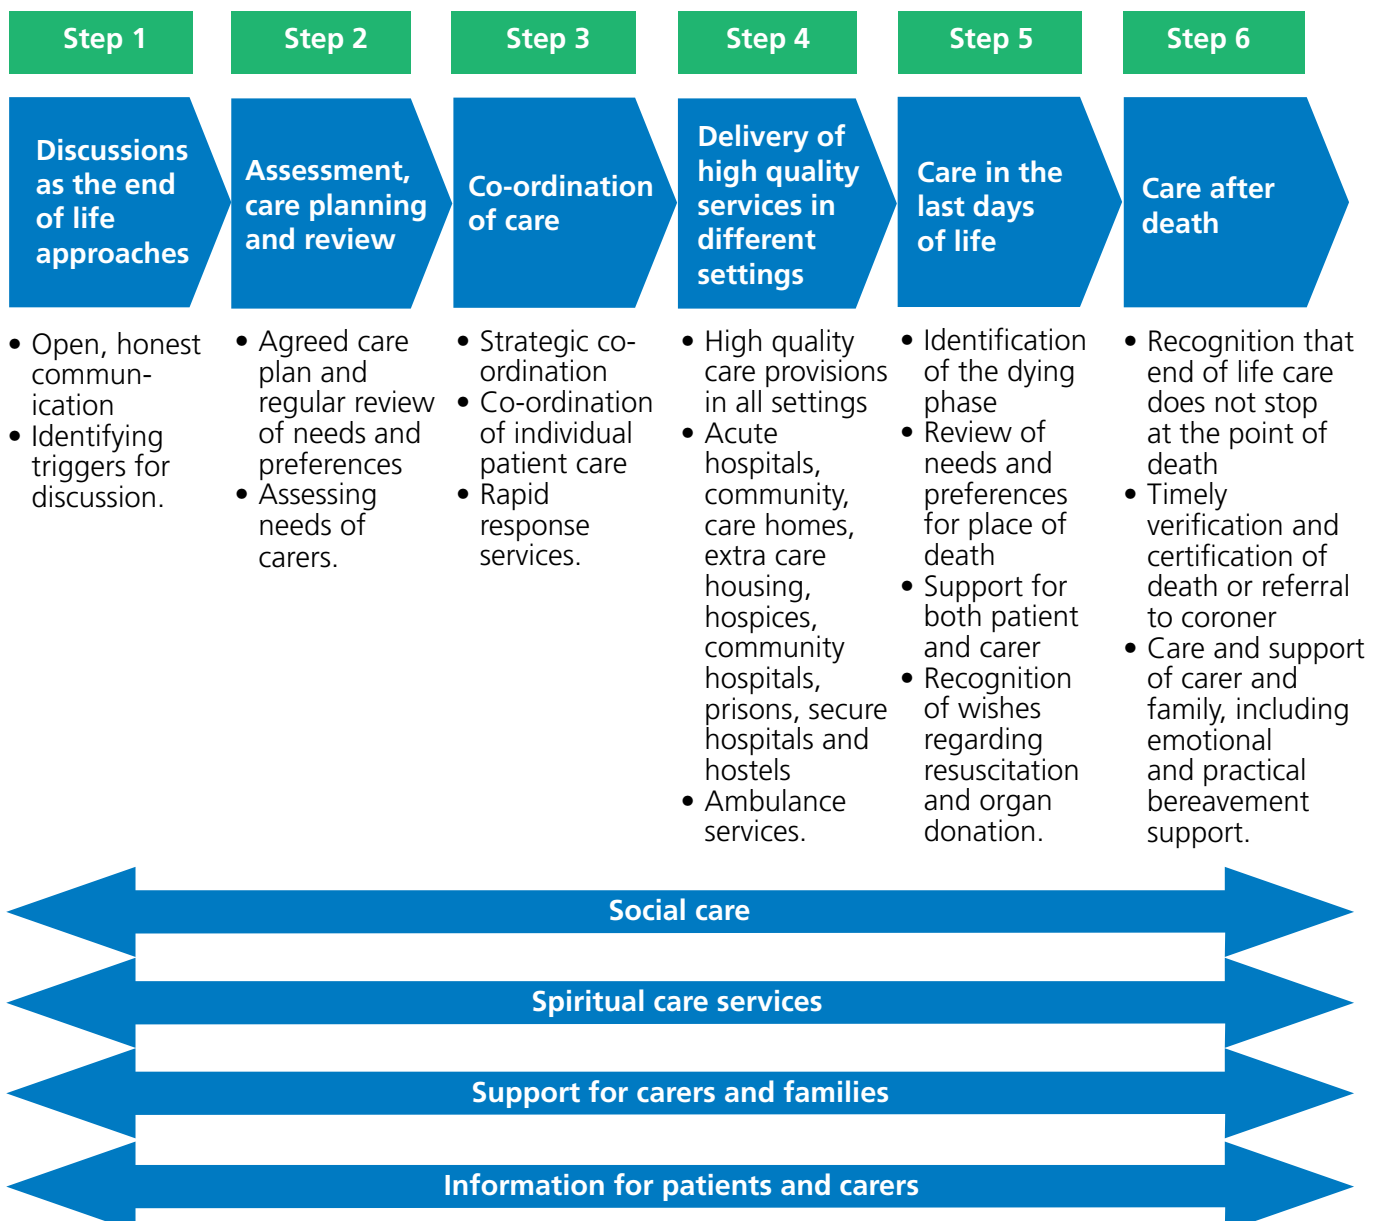 Step 1
Step 2
Step 3
Step 4
Step 5
Step 6
Discussions
as the end
of life
approaches
Assessment,
care planning
and review
Co-ordination
of care
Delivery of
high quality
services in
different
settings
Care in the
last days
of life
Care after
death
• Open, honest
commun-
ication
• Identifying
triggers for
discussion.
• Agreed care
plan and
regular review
of needs and
preferences
• Assessing
needs of
carers.
• Strategic co-
ordination
• Co-ordination
of individual
patient care
• Rapid
response
services.
• High quality
care provisions
in all settings
• Acute
hospitals,
community,
care homes,
extra care
housing,
hospices,
community
hospitals,
prisons, secure
hospitals and
hostels
• Ambulance
services.
• Identification
of the dying
phase
• Review of
needs and
preferences
for place of
death
• Support for
both patient
and carer
• Recognition
of wishes
regarding
resuscitation
and organ
donation.
• Recognition that
end of life care
does not stop
at the point of
death
• Timely
verification and
certification of
death or referral
to coroner
• Care and support
of carer and
family, including
emotional
and practical
bereavement
support.
Social care
Spiritual care services
Support for carers and families
Information for patients and carers